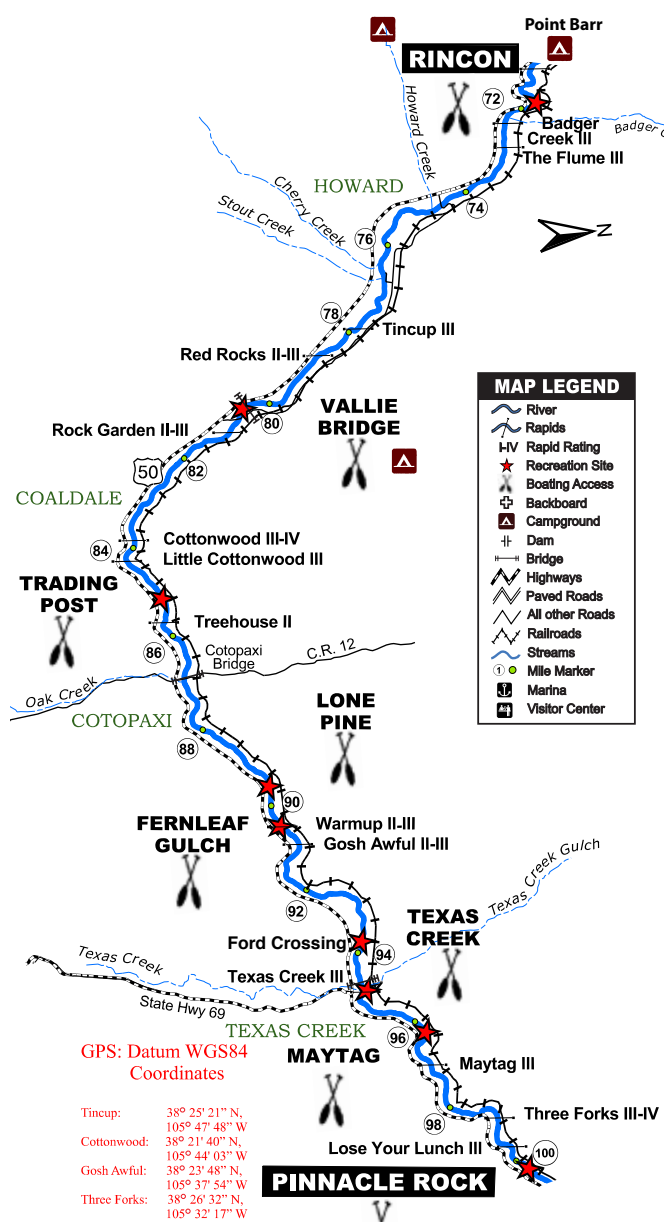 Point Barr
RINCON
72
Badger
Creek III
Badger C
The Flume III
Howard Creek
HOWARD
74
Cherry Creek
Stout Creek
76
N
78
Tincup III
Red Rocks II-III
80
VALLIE
BRIDGE
Rock Garden II-III
82
50
COALDALE
Cottonwood III-IV
84
Little Cottonwood III
TRADING
POST
Treehouse II
86
Cotopaxi
Bridge
C.R. 12
Oak Creek
COTOPAXI
88
LONE
PINE
90
FERNLEAF
GULCH
Warmup II-III
Gosh Awful II-III
92
Texas Creek Gulch
TEXAS
CREEK
Ford Crossing
94
Texas Creek
Texas Creek III
State Hwy 69
TEXAS CREEK
96
MAYTAG
Maytag III
98
Three Forks III-IV
Lose Your Lunch III
100
PINNACLE ROCK
MAP LEGEND
River
Rapids
I-IV Rapid Rating
Recreation Site
Boating Access
Backboard
Campground
Dam
Bridge
Highways
Paved Roads
All other Roads
Railroads
Streams
1 Mile Marker
Marina
Visitor Center
GPS: Datum WGS84
Coordinates
Tincup: 38° 25' 21” N,
105° 47' 48” W
Cottonwood: 38° 21' 40” N,
105° 44' 03” W
Gosh Awful: 38° 23' 48” N,
105° 37' 54” W
Three Forks: 38° 26' 32” N,
105° 32' 17” W